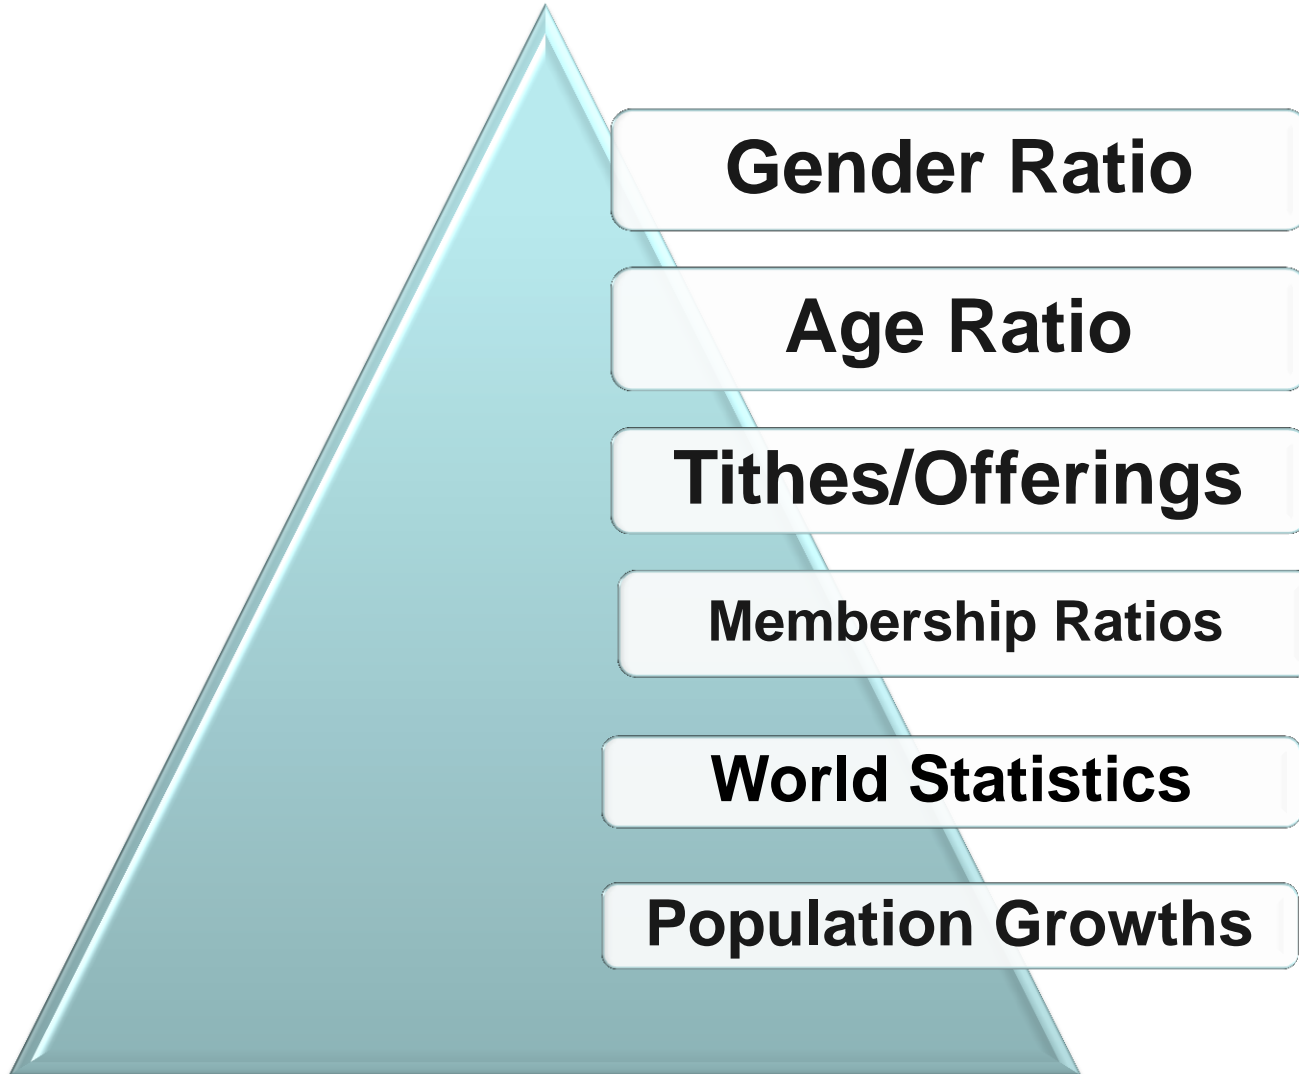 Gender Ratio
Age Ratio
Tithes/Offerings
Membership Ratios
World Statistics
Population Growths